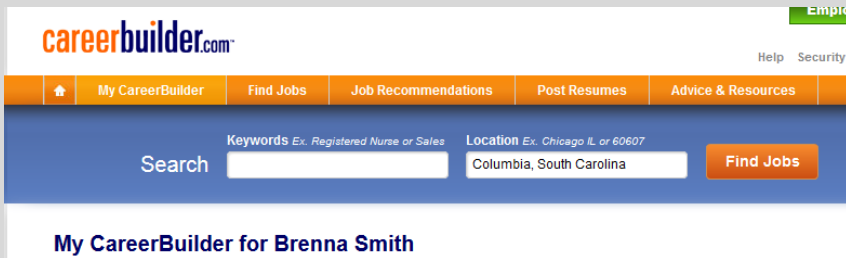 Emplo
careerbuilder.com
Help Security
My CareerBuilder Find Jobs Job Recommendations Post Resumes Advice & Resources
Keywords Ex. Registered Nurse or Sales Location Ex. Chicago IL or 60607
Search Columbia, South Carolina Find Jobs
My CareerBuilder for Brenna Smith